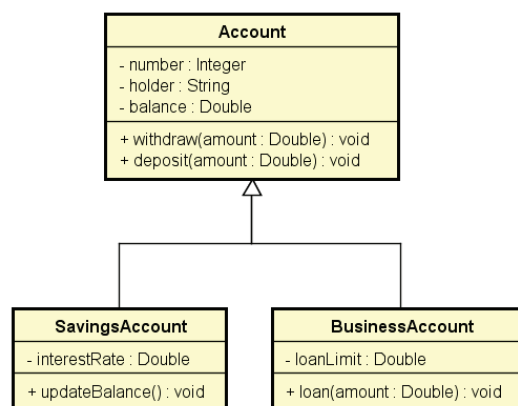 Account
- number : Integer
- holder : String
- balance : Double
+ withdraw(amount : Double) : void
+ deposit(amount : Double) : void
SavingsAccount
- interestRate : Double
+ updateBalance() : void
BusinessAccount
- loanLimit : Double
+ loan(amount : Double) : void